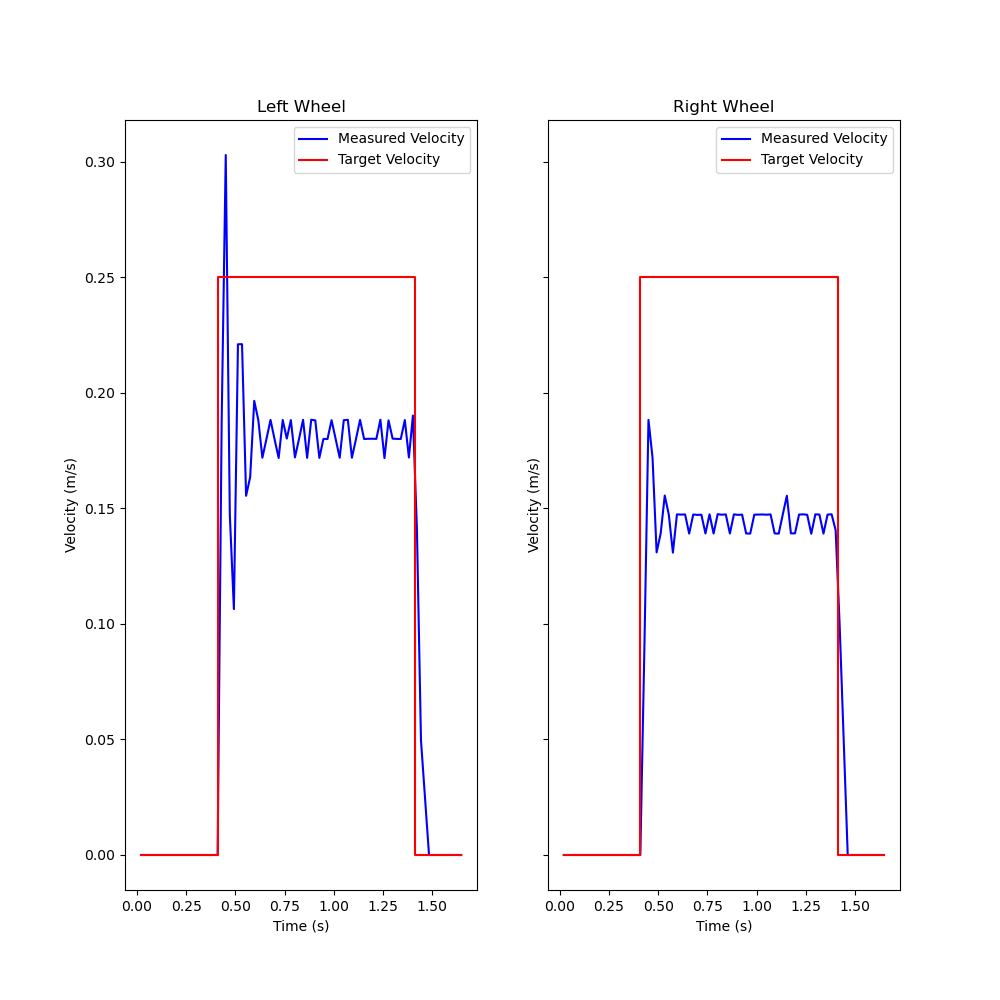 Left Wheel
Measured Velocity
Target Velocity
0.30
0.25
0.20
0.15
0.10
0.05
0.00
Velocity (m/s)
0.00 0.25 0.50 0.75 1.00 1.25 1.50
Time (s)
Right Wheel
Measured Velocity
Target Velocity
Velocity (m/s)
0.00 0.25 0.50 0.75 1.00 1.25 1.50
Time (s)